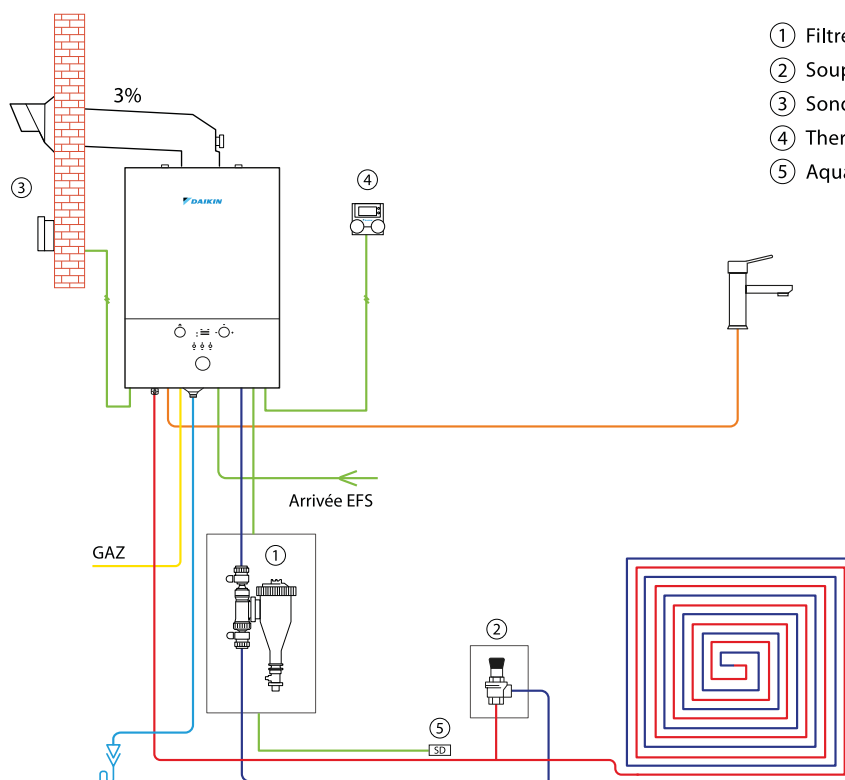 ① Filtre
② Soup
③ Sond
④ Ther
⑤ Aqua
3%
③
④
DAIKIN
Arrivée EFS
GAZ
①
②
⑤
SD